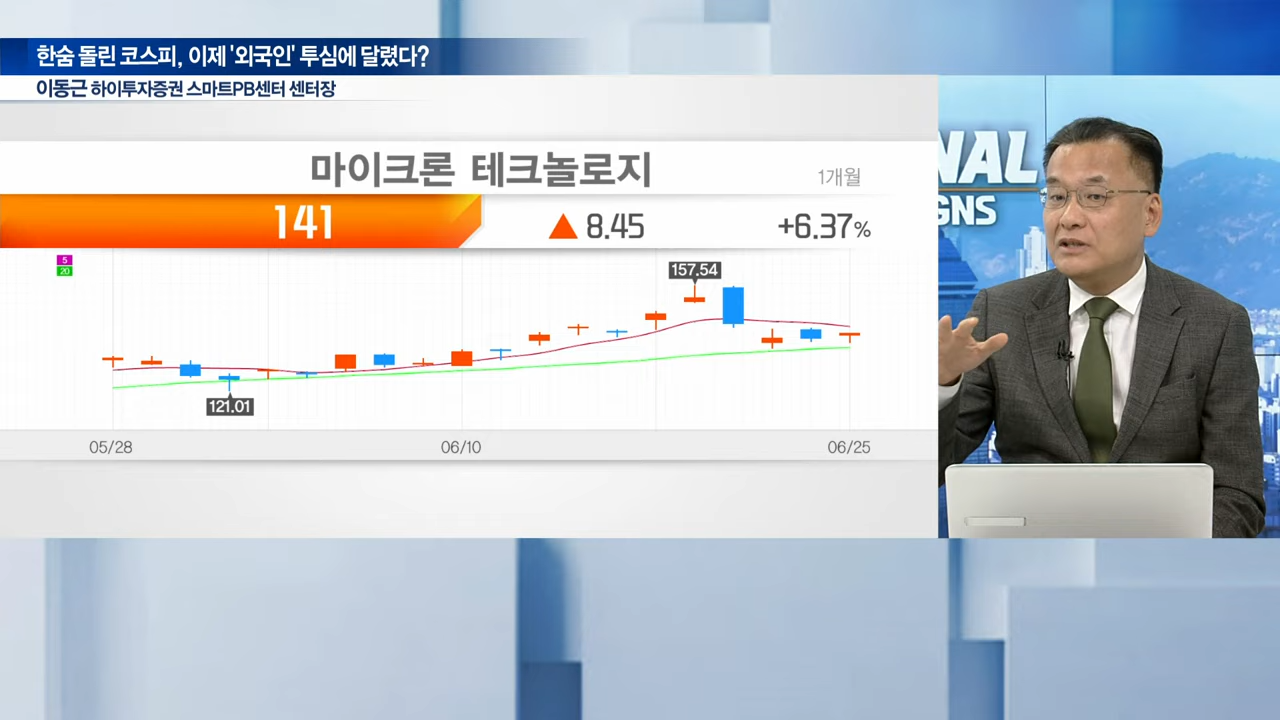 한숨 돌린 코스피, 이제 '외국인' 투심에 달렸다?
이동근 하이투자증권 스마트PB센터 센터장
마이크론 테크놀로지
1개월
141 ▲ 8.45 +6.37%
5
20
157.54
121.01
05/28 06/10 06/25
NAL
GNS